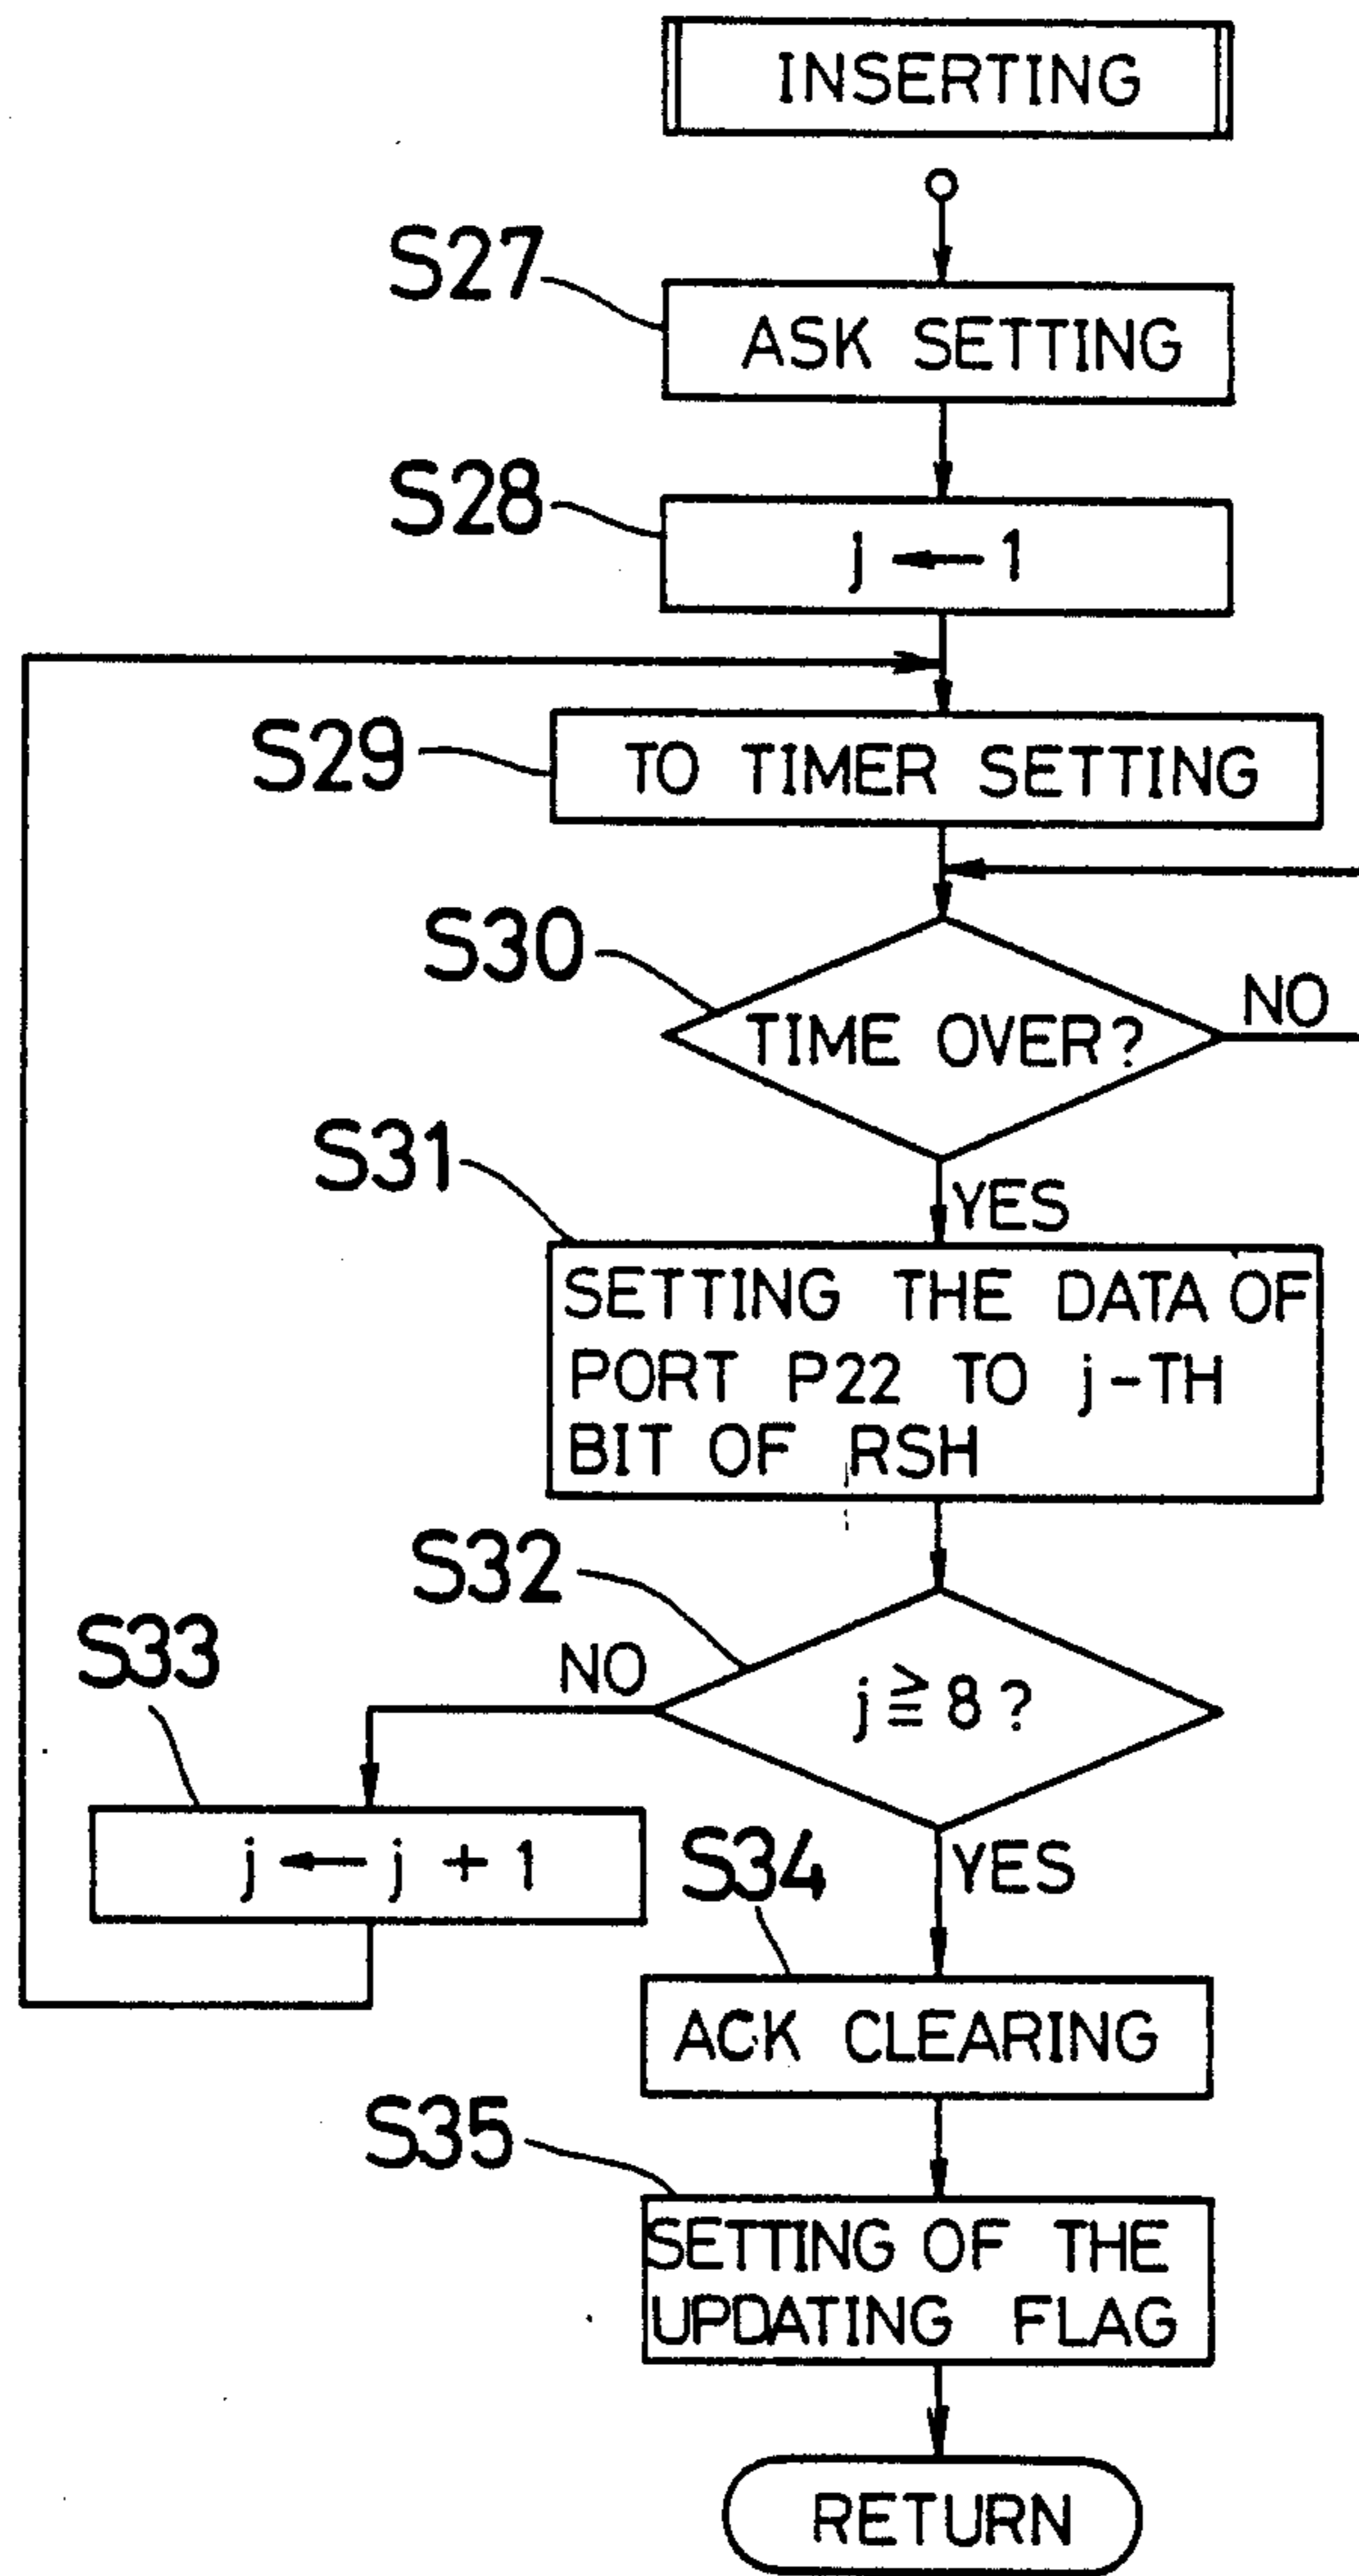 INSERTING
S27
ASK SETTING
S28
j ← 1
S29
TO TIMER SETTING
S30
TIME OVER?
NO
S31
YES
SETTING THE DATA OF
PORT P22 TO j-TH
BIT OF RSH
S32
NO
j ≧ 8 ?
S33
j ← j + 1
YES
S34
ACK CLEARING
S35
SETTING OF THE
UPDATING FLAG
RETURN